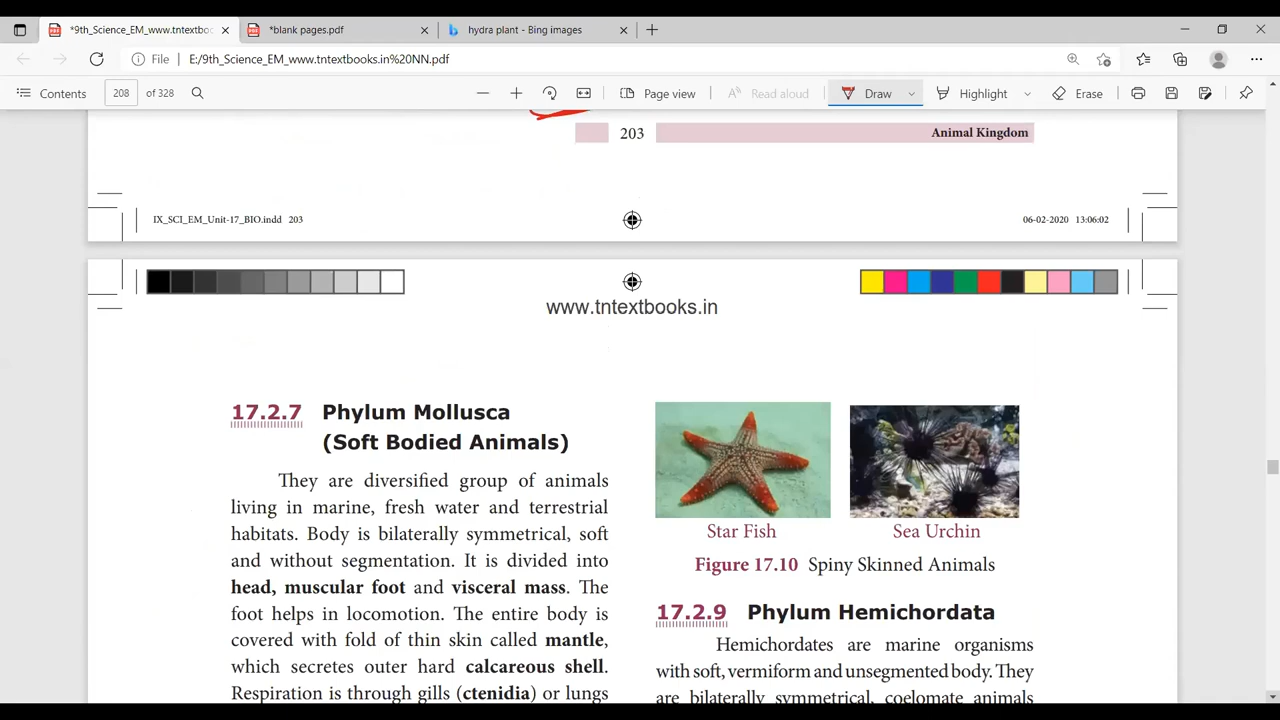 *9th_Science_EM_www.tntextboo
*blank pages.pdf
hydra plant - Bing images
File
E:/9th_Science_EM_www.tntextbooks.in%20NN.pdf
Contents
208
of 328
Page view
Read aloud
Draw
Highlight
Erase
203
Animal Kingdom
IX_SCI_EM_Unit-17_BIO.indd 203
06-02-2020 13:06:02
www.tntextbooks.in
17.2.7 Phylum Mollusca
(Soft Bodied Animals)
They are diversified group of animals
living in marine, fresh water and terrestrial
habitats. Body is bilaterally symmetrical, soft
and without segmentation. It is divided into
head, muscular foot and visceral mass. The
foot helps in locomotion. The entire body is
covered with fold of thin skin called mantle,
which secretes outer hard calcareous shell.
Respiration is through gills (ctenidia) or lungs
Star Fish
Sea Urchin
Figure 17.10 Spiny Skinned Animals
17.2.9 Phylum Hemichordata
Hemichordates are marine organisms
with soft, vermiform and unsegmented body. They
are bilaterally symmetrical, coelomate animals